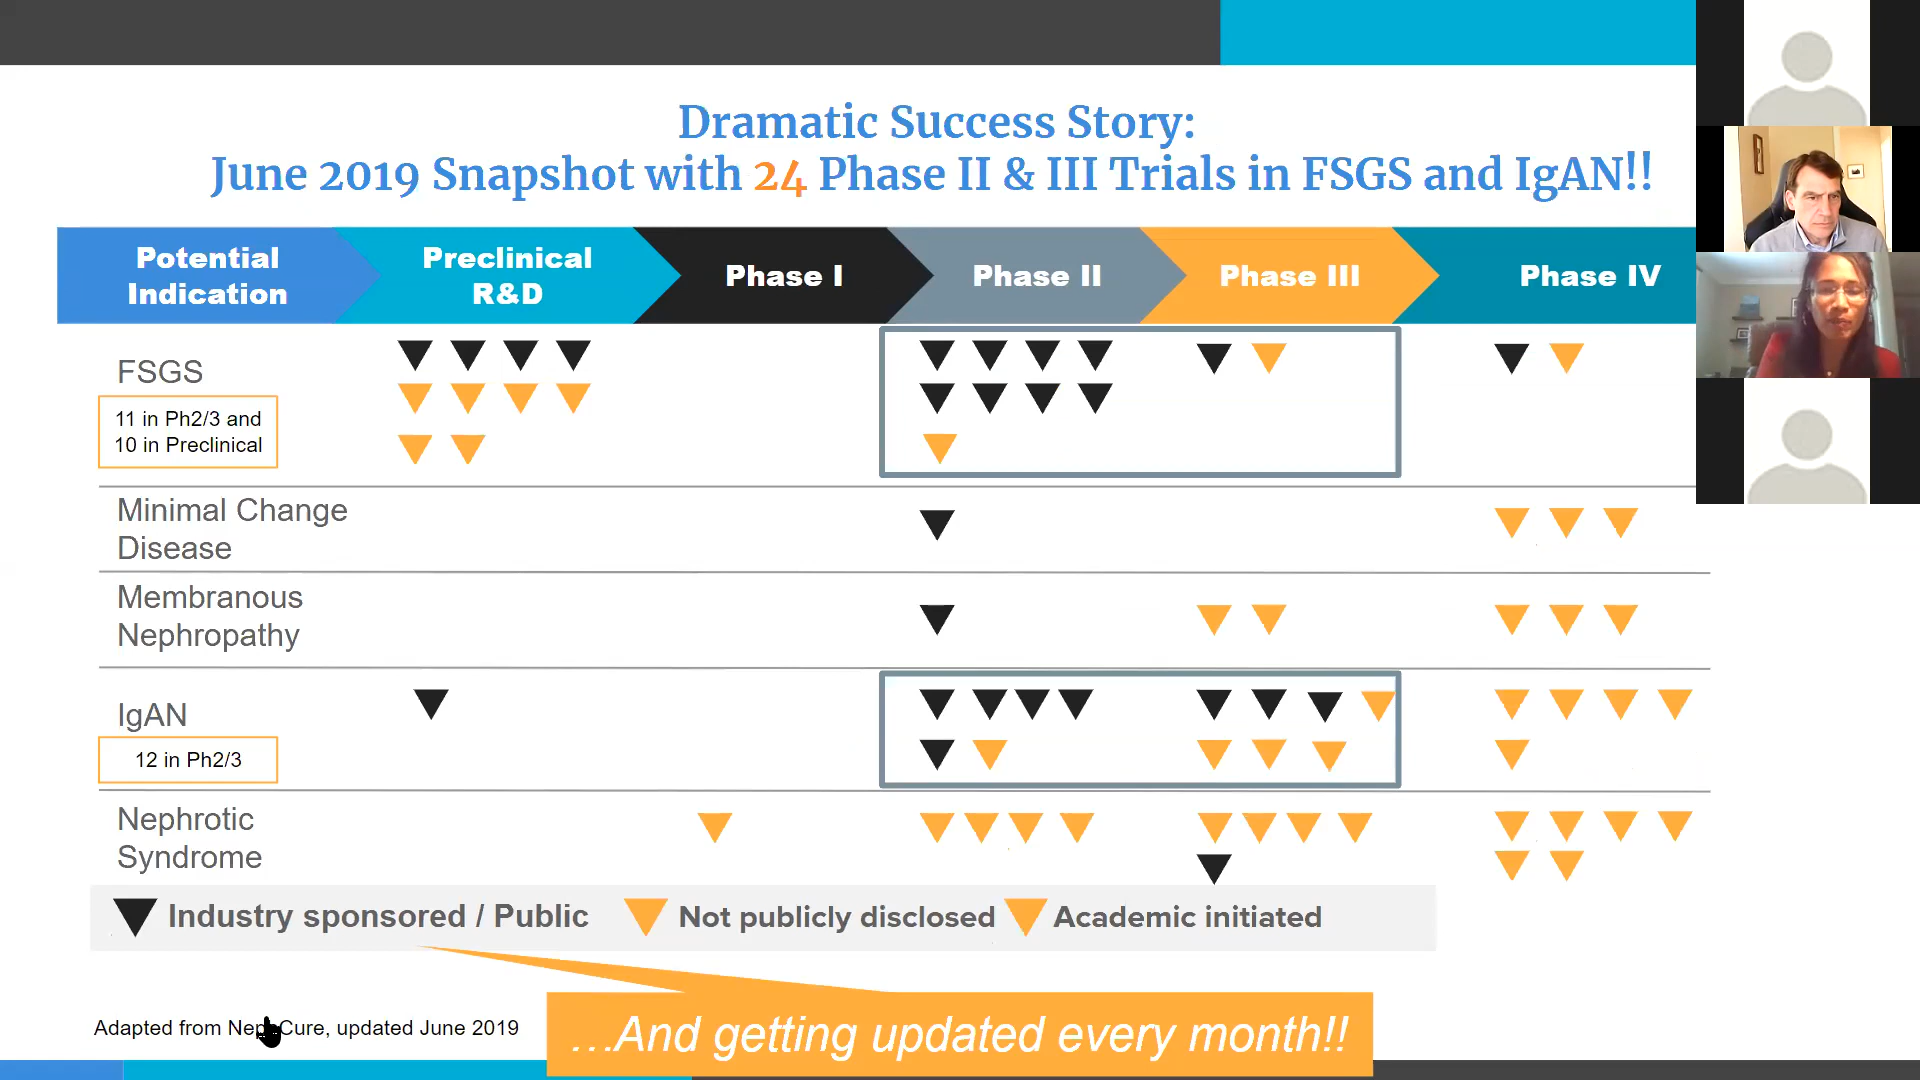 Dramatic Success Story:
June 2019 Snapshot with 24 Phase II & III Trials in FSGS and IgAN!!
Potential
Indication
Preclinical
R&D
Phase I
Phase II
Phase III
Phase IV
FSGS
11 in Ph2/3 and
10 in Preclinical
Minimal Change
Disease
Membranous
Nephropathy
IgAN
12 in Ph2/3
Nephrotic
Syndrome
Industry sponsored / Public
Not publicly disclosed
Academic initiated
Adapted from NephCure, updated June 2019
...And getting updated every month!!